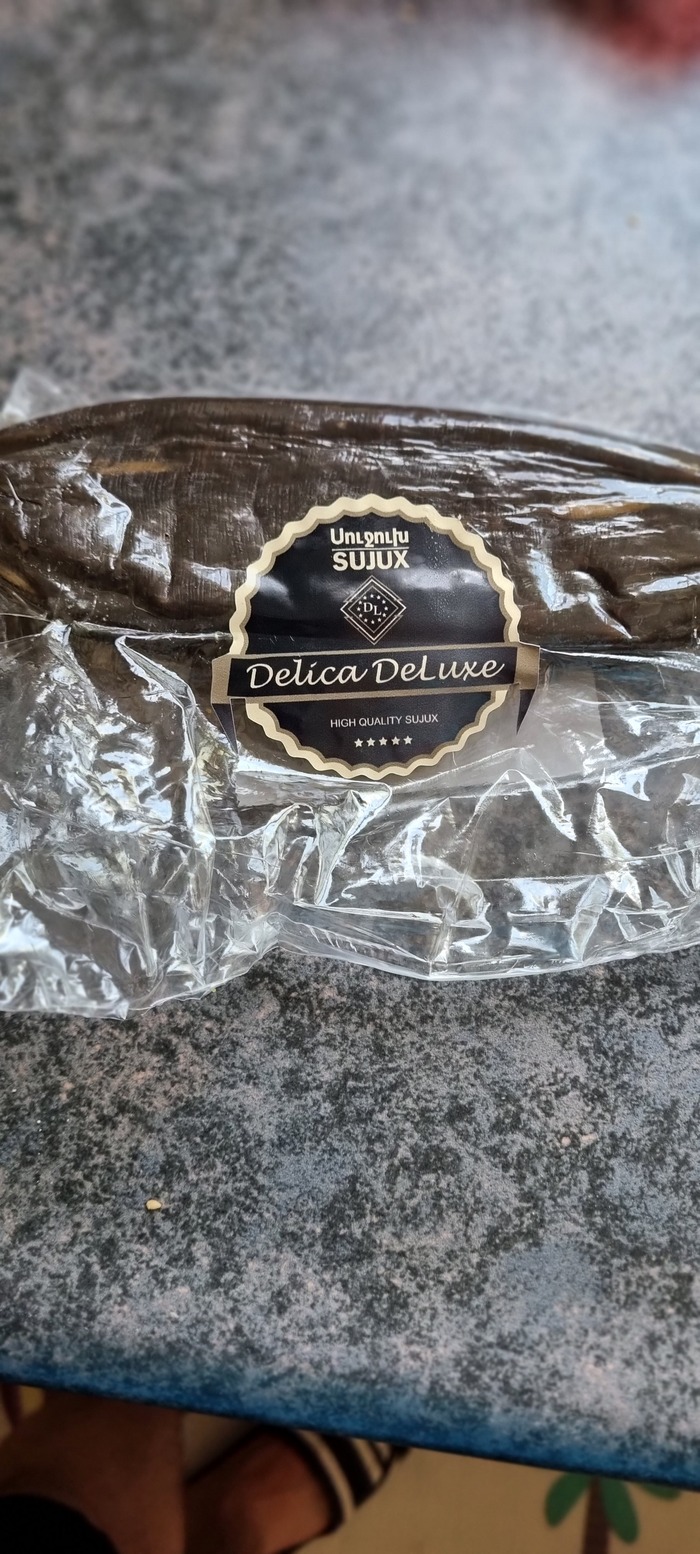 Սուջուխ
SUJUX
DL
Delica DeLuxe
HIGH QUALITY SUJUX